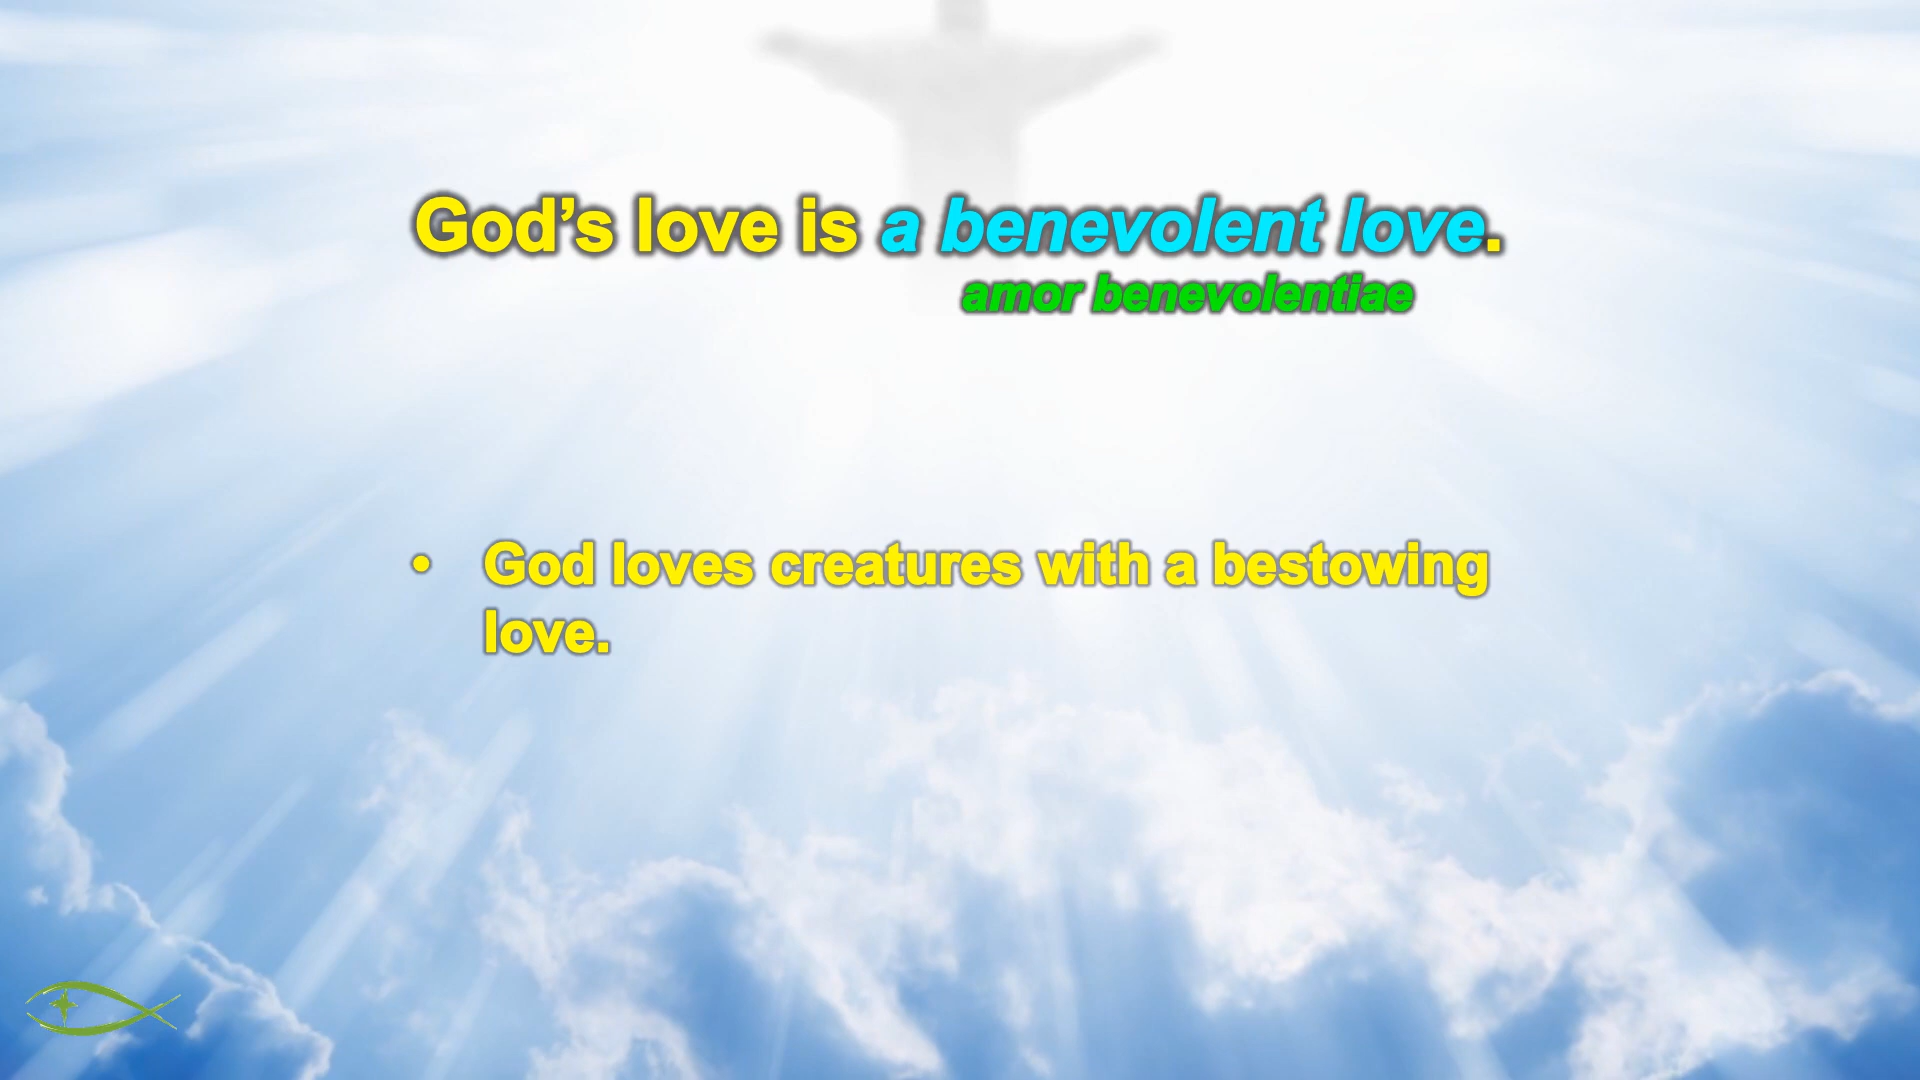 God’s love is a benevolent love.
amor benevolentiae
• God loves creatures with a bestowing
love.